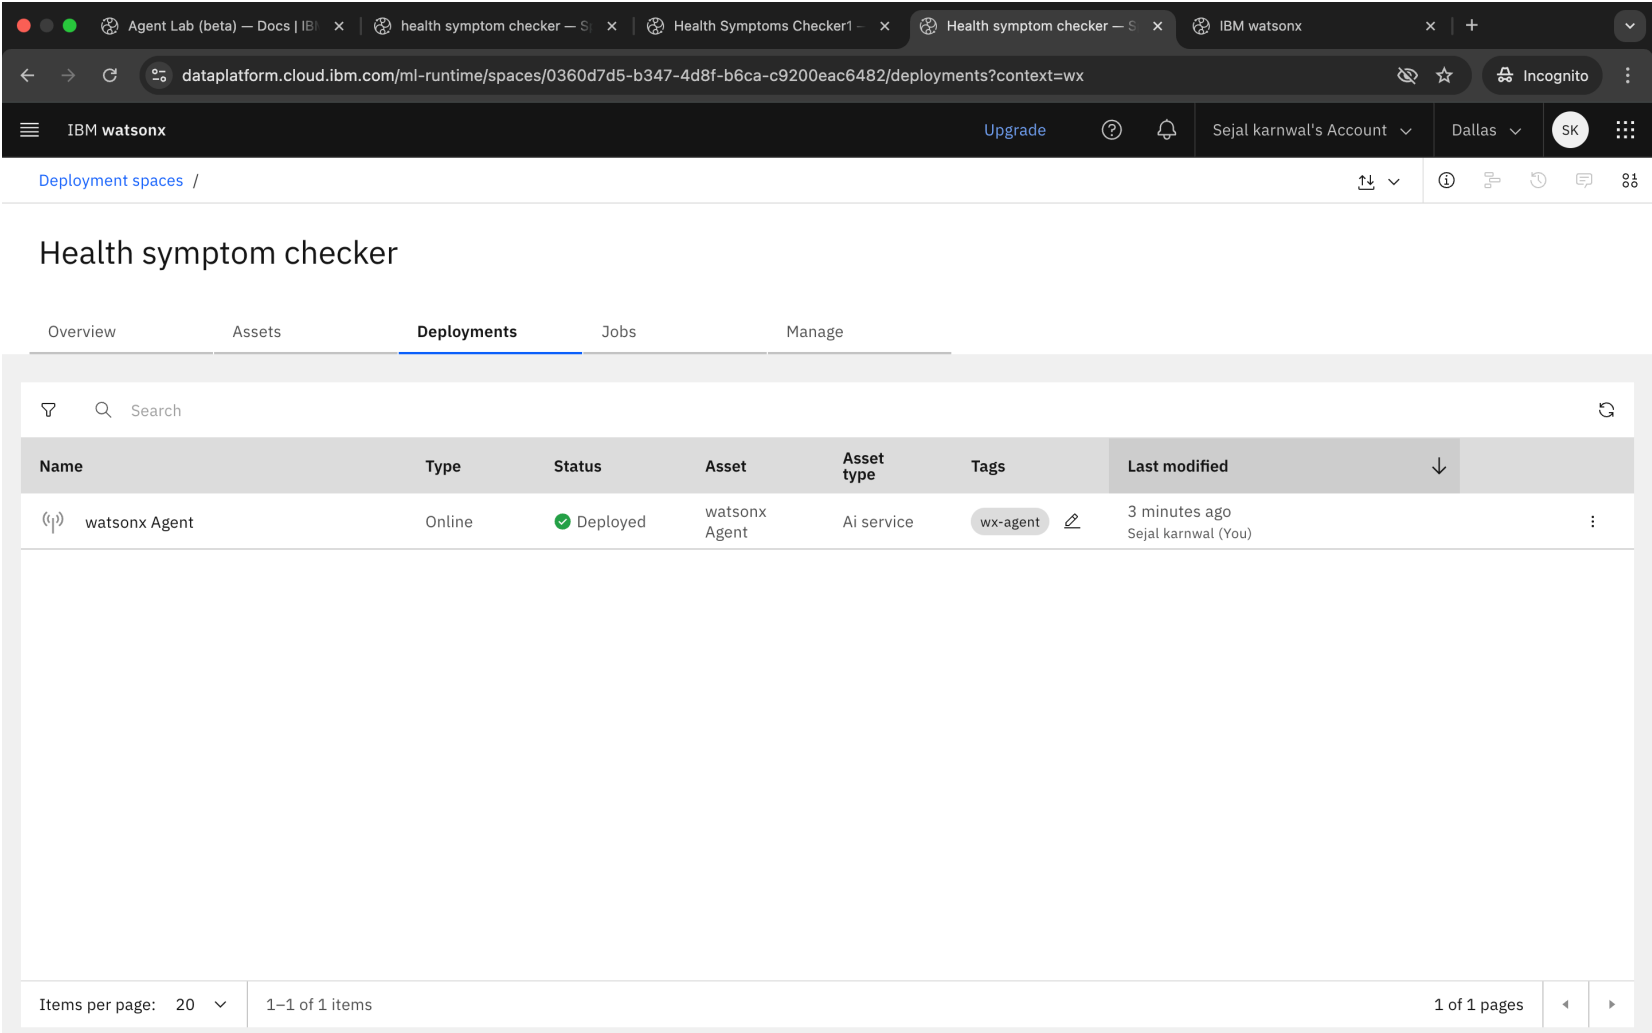 Agent Lab (beta) — Docs | IBM
health symptom checker — S
Health Symptoms Checker1 -
Health symptom checker — S
IBM watsonx
dataplatform.cloud.ibm.com/ml-runtime/spaces/0360d7d5-b347-4d8f-b6ca-c9200eac6482/deployments?context=wx
Incognito
IBM watsonx
Upgrade
Sejal karnwal's Account
Dallas
SK
Deployment spaces /
Health symptom checker
Overview
Assets
Deployments
Jobs
Manage
Search
Name
Type
Status
Asset
Asset
type
Tags
Last modified
watsonx Agent
Online
Deployed
watsonx
Agent
Ai service
wx-agent
3 minutes ago
Sejal karnwal (You)
Items per page: 20
1–1 of 1 items
1 of 1 pages